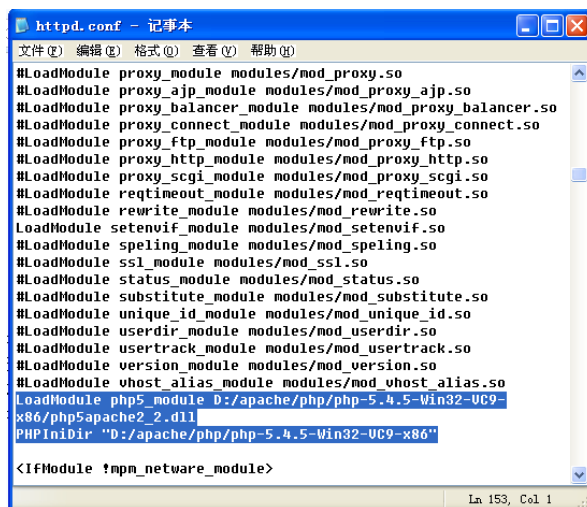 httpd.conf - 记事本
文件(F) 编辑(E) 格式(O) 查看(V) 帮助(H)
#LoadModule proxy_module modules/mod_proxy.so
#LoadModule proxy_ajp_module modules/mod_proxy_ajp.so
#LoadModule proxy_balancer_module modules/mod_proxy_balancer.so
#LoadModule proxy_connect_module modules/mod_proxy_connect.so
#LoadModule proxy_ftp_module modules/mod_proxy_ftp.so
#LoadModule proxy_http_module modules/mod_proxy_http.so
#LoadModule proxy_scgi_module modules/mod_proxy_scgi.so
#LoadModule reqtimeout_module modules/mod_reqtimeout.so
#LoadModule rewrite_module modules/mod_rewrite.so
LoadModule setenvif_module modules/mod_setenvif.so
#LoadModule speling_module modules/mod_speling.so
#LoadModule ssl_module modules/mod_ssl.so
#LoadModule status_module modules/mod_status.so
#LoadModule substitute_module modules/mod_substitute.so
#LoadModule unique_id_module modules/mod_unique_id.so
#LoadModule userdir_module modules/mod_userdir.so
#LoadModule usertrack_module modules/mod_usertrack.so
#LoadModule version_module modules/mod_version.so
#LoadModule vhost_alias_module modules/mod_vhost_alias.so
LoadModule php5_module D:/apache/php/php-5.4.5-Win32-VC9-
x86/php5apache2_2.dll
PHPIniDir "D:/apache/php/php-5.4.5-Win32-VC9-x86"
<IfModule !mpm_netware_module>
Ln 153, Col 1